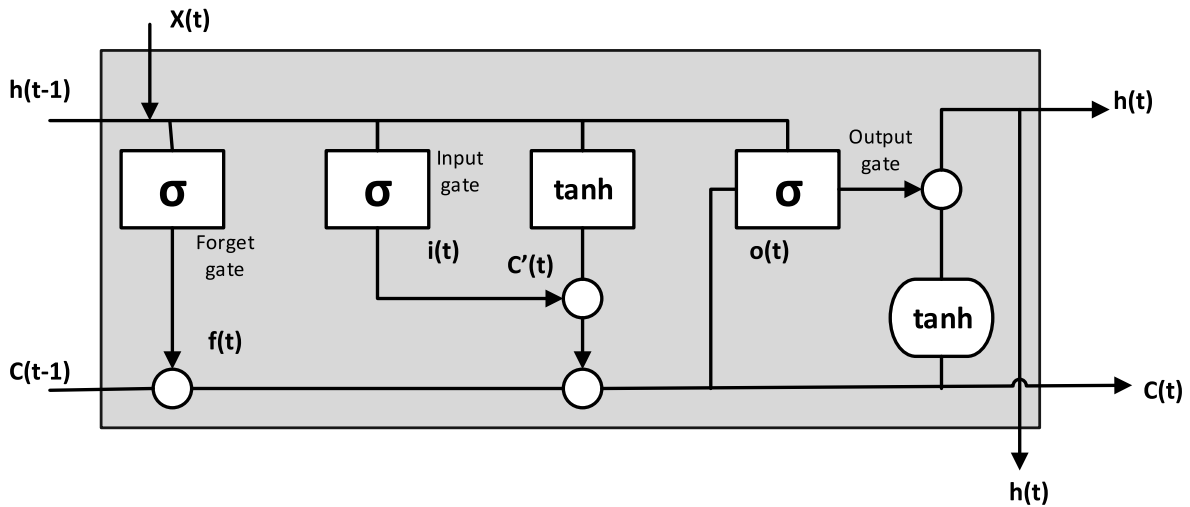 X(t)
h(t-1)
h(t)
σ
σ
Input
gate
tanh
σ
Output
gate
Forget
gate
i(t)
C’(t)
o(t)
f(t)
tanh
C(t-1)
C(t)
h(t)